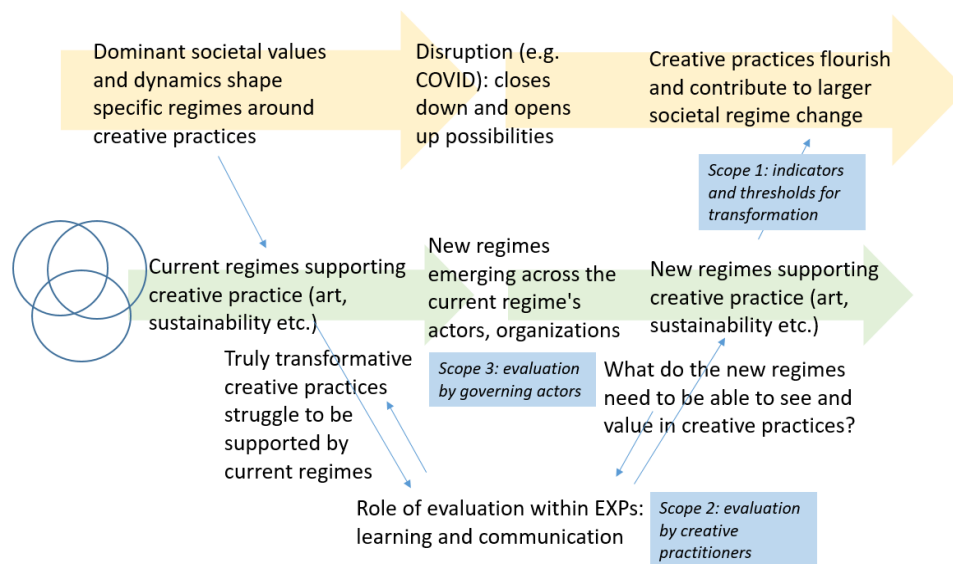 Dominant societal values
and dynamics shape
specific regimes around
creative practices
Disruption (e.g.
COVID): closes
down and opens
up possibilities
Creative practices flourish
and contribute to larger
societal regime change
Scope 1: indicators
and thresholds for
transformation
Current regimes supporting
creative practice (art,
sustainability etc.)
New regimes
emerging across the
current regime's
actors, organizations
New regimes supporting
creative practice (art,
sustainability etc.)
Truly transformative
creative practices
struggle to be
supported by
current regimes
Scope 3: evaluation
by governing actors
What do the new regimes
need to be able to see and
value in creative practices?
Role of evaluation within EXPs:
learning and communication
Scope 2: evaluation
by creative
practitioners